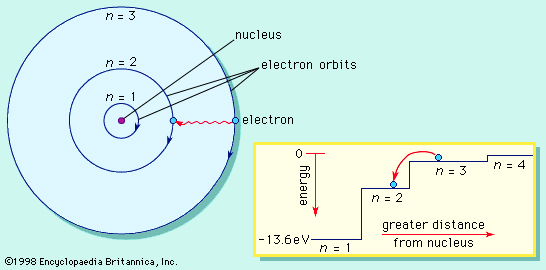 n = 3
nucleus
n = 2
electron orbits
n = 1
electron
0
n = 4
n = 3
energy
n = 2
greater distance
from nucleus
−13.6eV
n = 1
©1998 Encyclopaedia Britannica, Inc.